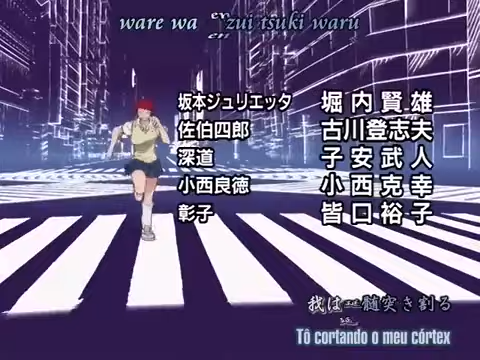 ware wa zui tsuki waru
坂本ジュリエッタ 堀内賢雄
佐伯四郎 古川登志夫
深道 子安武人
小西良徳 小西克幸
彰子 皆口裕子
我は 髄突き割る
Tô cortando o meu córtex